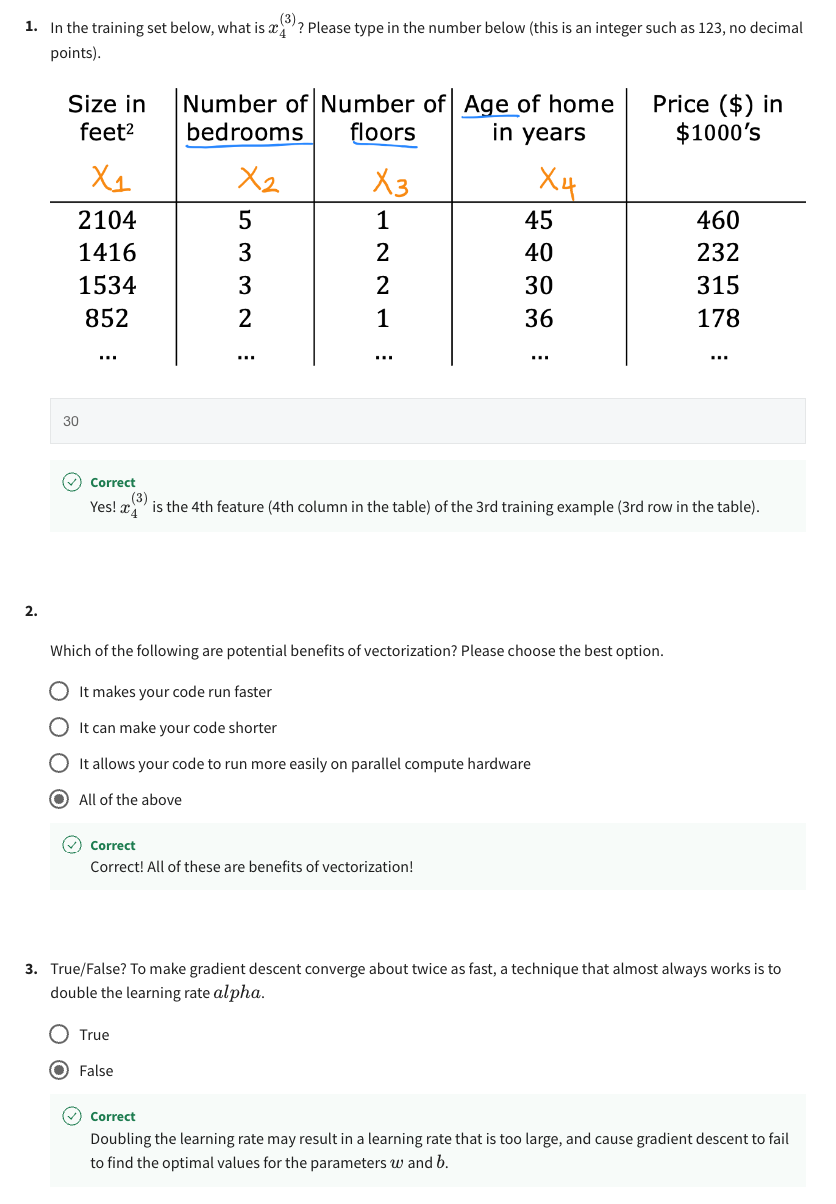 1. In the training set below, what is x₄⁽³⁾? Please type in the number below (this is an integer such as 123, no decimal
points).
Size in Number of Number of Age of home Price ($) in
feet² bedrooms floors in years $1000's
X1 X2 X3 X4
2104 5 1 45 460
1416 3 2 40 232
1534 3 2 30 315
852 2 1 36 178
... ... ... ... ...
30
Correct
Yes! x₄⁽³⁾ is the 4th feature (4th column in the table) of the 3rd training example (3rd row in the table).
2.
Which of the following are potential benefits of vectorization? Please choose the best option.
It makes your code run faster
It can make your code shorter
It allows your code to run more easily on parallel compute hardware
All of the above
Correct
Correct! All of these are benefits of vectorization!
3. True/False? To make gradient descent converge about twice as fast, a technique that almost always works is to
double the learning rate alpha.
True
False
Correct
Doubling the learning rate may result in a learning rate that is too large, and cause gradient descent to fail
to find the optimal values for the parameters w and b.